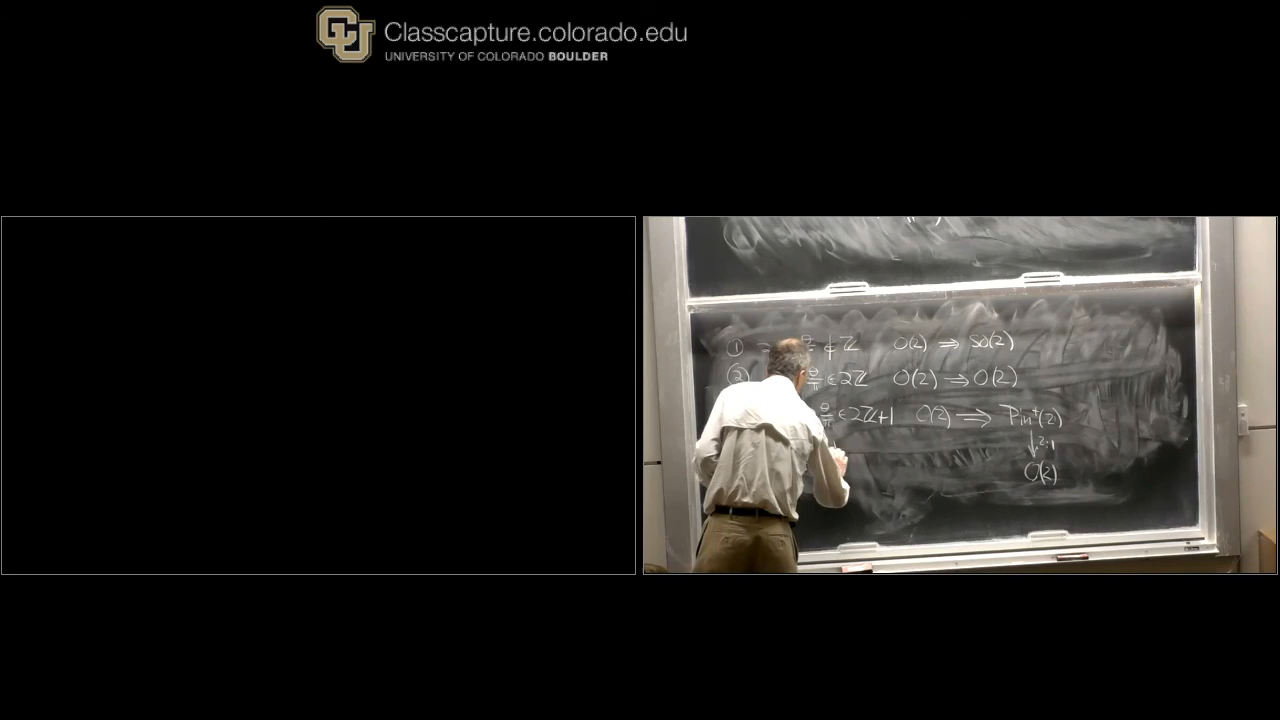 CU
Classcapture.colorado.edu
UNIVERSITY OF COLORADO BOULDER
① ∉ ℤ O(2) ⇒ SO(2)
② θ/π ∈ 2ℤ O(2) ⇒ O(2)
θ/π ∈ 2ℤ+1 O(2) ⇒ Pin⁺(2)
↓ 2:1
O(2)